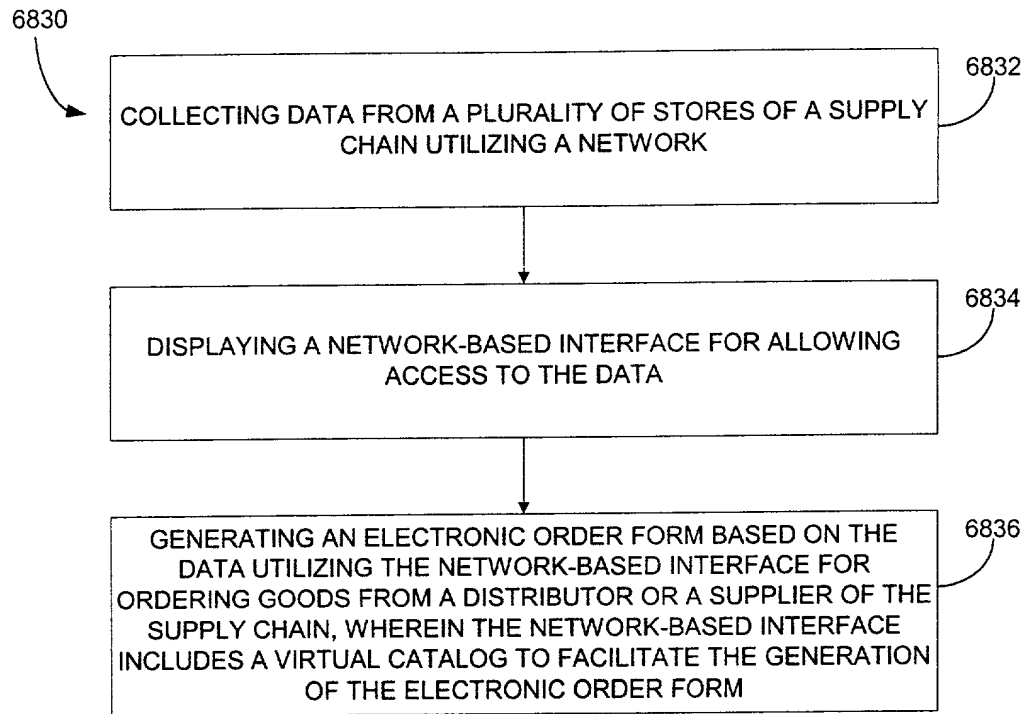 6830
6832
COLLECTING DATA FROM A PLURALITY OF STORES OF A SUPPLY
CHAIN UTILIZING A NETWORK
6834
DISPLAYING A NETWORK-BASED INTERFACE FOR ALLOWING
ACCESS TO THE DATA
6836
GENERATING AN ELECTRONIC ORDER FORM BASED ON THE
DATA UTILIZING THE NETWORK-BASED INTERFACE FOR
ORDERING GOODS FROM A DISTRIBUTOR OR A SUPPLIER OF THE
SUPPLY CHAIN, WHEREIN THE NETWORK-BASED INTERFACE
INCLUDES A VIRTUAL CATALOG TO FACILITATE THE GENERATION
OF THE ELECTRONIC ORDER FORM